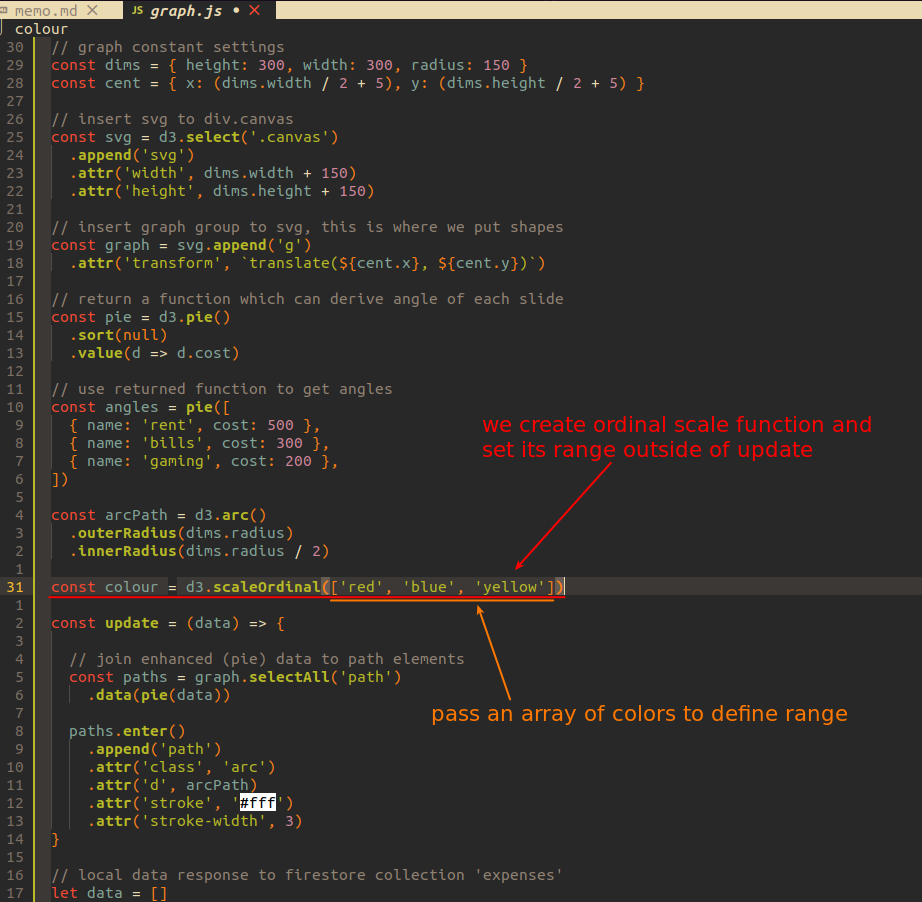 memo.md × JS graph.js • ×
colour
30 // graph constant settings
29 const dims = { height: 300, width: 300, radius: 150 }
28 const cent = { x: (dims.width / 2 + 5), y: (dims.height / 2 + 5) }
27
26 // insert svg to div.canvas
25 const svg = d3.select('.canvas')
24 .append('svg')
23 .attr('width', dims.width + 150)
22 .attr('height', dims.height + 150)
21
20 // insert graph group to svg, this is where we put shapes
19 const graph = svg.append('g')
18 .attr('transform', `translate(${cent.x}, ${cent.y})`)
17
16 // return a function which can derive angle of each slide
15 const pie = d3.pie()
14 .sort(null)
13 .value(d => d.cost)
12
11 // use returned function to get angles
10 const angles = pie([
9 { name: 'rent', cost: 500 },
8 { name: 'bills', cost: 300 },
7 { name: 'gaming', cost: 200 },
6 ])
we create ordinal scale function and
set its range outside of update
5
4 const arcPath = d3.arc()
3 .outerRadius(dims.radius)
2 .innerRadius(dims.radius / 2)
1
31 const colour = d3.scaleOrdinal(['red', 'blue', 'yellow'])
1
2 const update = (data) => {
3
4 // join enhanced (pie) data to path elements
5 const paths = graph.selectAll('path')
6 .data(pie(data))
7
pass an array of colors to define range
8 paths.enter()
9 .append('path')
10 .attr('class', 'arc')
11 .attr('d', arcPath)
12 .attr('stroke', '#fff')
13 .attr('stroke-width', 3)
14 }
15
16 // local data response to firestore collection 'expenses'
17 let data = []